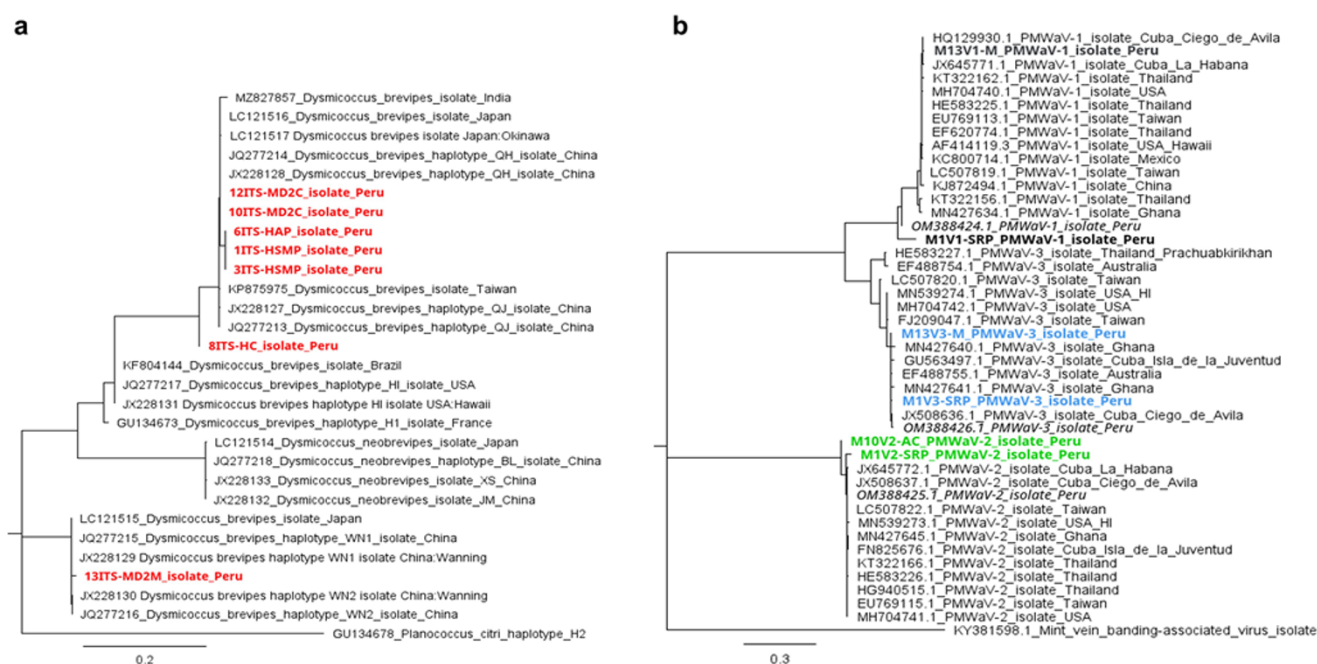 a
MZ827857_Dysmicoccus_brevipes_isolate_India
LC121516_Dysmicoccus_brevipes_isolate_Japan
LC121517 Dysmicoccus brevipes isolate Japan:Okinawa
JQ277214_Dysmicoccus_brevipes_haplotype_QH_isolate_China
JX228128_Dysmicoccus_brevipes_haplotype_QH_isolate_China
12ITS-MD2C_isolate_Peru
10ITS-MD2C_isolate_Peru
6ITS-HAP_isolate_Peru
1ITS-HSMP_isolate_Peru
3ITS-HSMP_isolate_Peru
KP875975_Dysmicoccus_brevipes_isolate_Taiwan
JX228127_Dysmicoccus_brevipes_haplotype_QJ_isolate_China
JQ277213_Dysmicoccus_brevipes_haplotype_QJ_isolate_China
8ITS-HC_isolate_Peru
KF804144_Dysmicoccus_brevipes_isolate_Brazil
JQ277217_Dysmicoccus_brevipes_haplotype_HI_isolate_USA
JX228131 Dysmicoccus brevipes haplotype HI isolate USA:Hawaii
GU134673_Dysmicoccus_brevipes_haplotype_H1_isolate_France
LC121514_Dysmicoccus_neobrevipes_isolate_Japan
JQ277218_Dysmicoccus_neobrevipes_haplotype_BL_isolate_China
JX228133_Dysmicoccus_neobrevipes_isolate_XS_China
JX228132_Dysmicoccus_neobrevipes_isolate_JM_China
LC121515_Dysmicoccus_brevipes_isolate_Japan
JQ277215_Dysmicoccus_brevipes_haplotype_WN1_isolate_China
JX228129 Dysmicoccus brevipes haplotype WN1 isolate China:Wanning
13ITS-MD2M_isolate_Peru
JX228130 Dysmicoccus brevipes haplotype WN2 isolate China:Wanning
JQ277216_Dysmicoccus_brevipes_haplotype_WN2_isolate_China
GU134678_Planococcus_citri_haplotype_H2
0.2
b
HQ129930.1_PMWaV-1_isolate_Cuba_Ciego_de_Avila
M13V1-M_PMWaV-1_isolate_Peru
JX645771.1_PMWaV-1_isolate_Cuba_La_Habana
KT322162.1_PMWaV-1_isolate_Thailand
MH704740.1_PMWaV-1_isolate_USA
HE583225.1_PMWaV-1_isolate_Thailand
EU769113.1_PMWaV-1_isolate_Taiwan
EF620774.1_PMWaV-1_isolate_Thailand
AF414119.3_PMWaV-1_isolate_USA_Hawaii
KC800714.1_PMWaV-1_isolate_Mexico
LC507819.1_PMWaV-1_isolate_Taiwan
KJ872494.1_PMWaV-1_isolate_China
KT322156.1_PMWaV-1_isolate_Thailand
MN427634.1_PMWaV-1_isolate_Ghana
OM388424.1_PMWaV-1_isolate_Peru
M1V1-SRP_PMWaV-1_isolate_Peru
HE583227.1_PMWaV-3_isolate_Thailand_Prachuabkirikhan
EF488754.1_PMWaV-3_isolate_Australia
LC507820.1_PMWaV-3_isolate_Taiwan
MN539274.1_PMWaV-3_isolate_USA_HI
MH704742.1_PMWaV-3_isolate_USA
FJ209047.1_PMWaV-3_isolate_Taiwan
M13V3-M_PMWaV-3_isolate_Peru
MN427640.1_PMWaV-3_isolate_Ghana
GU563497.1_PMWaV-3_isolate_Cuba_Isla_de_la_Juventud
EF488755.1_PMWaV-3_isolate_Australia
MN427641.1_PMWaV-3_isolate_Ghana
M1V3-SRP_PMWaV-3_isolate_Peru
JX508636.1_PMWaV-3_isolate_Cuba_Ciego_de_Avila
OM388426.1_PMWaV-3_isolate_Peru
M10V2-AC_PMWaV-2_isolate_Peru
M1V2-SRP_PMWaV-2_isolate_Peru
JX645772.1_PMWaV-2_isolate_Cuba_La_Habana
JX508637.1_PMWaV-2_isolate_Cuba_Ciego_de_Avila
OM388425.1_PMWaV-2_isolate_Peru
LC507822.1_PMWaV-2_isolate_Taiwan
MN539273.1_PMWaV-2_isolate_USA_HI
MN427645.1_PMWaV-2_isolate_Ghana
FN825676.1_PMWaV-2_isolate_Cuba_Isla_de_la_Juventud
KT322166.1_PMWaV-2_isolate_Thailand
HE583226.1_PMWaV-2_isolate_Thailand
HG940515.1_PMWaV-2_isolate_Thailand
EU769115.1_PMWaV-2_isolate_Taiwan
MH704741.1_PMWaV-2_isolate_USA
KY381598.1_Mint_vein_banding-associated_virus_isolate
0.3